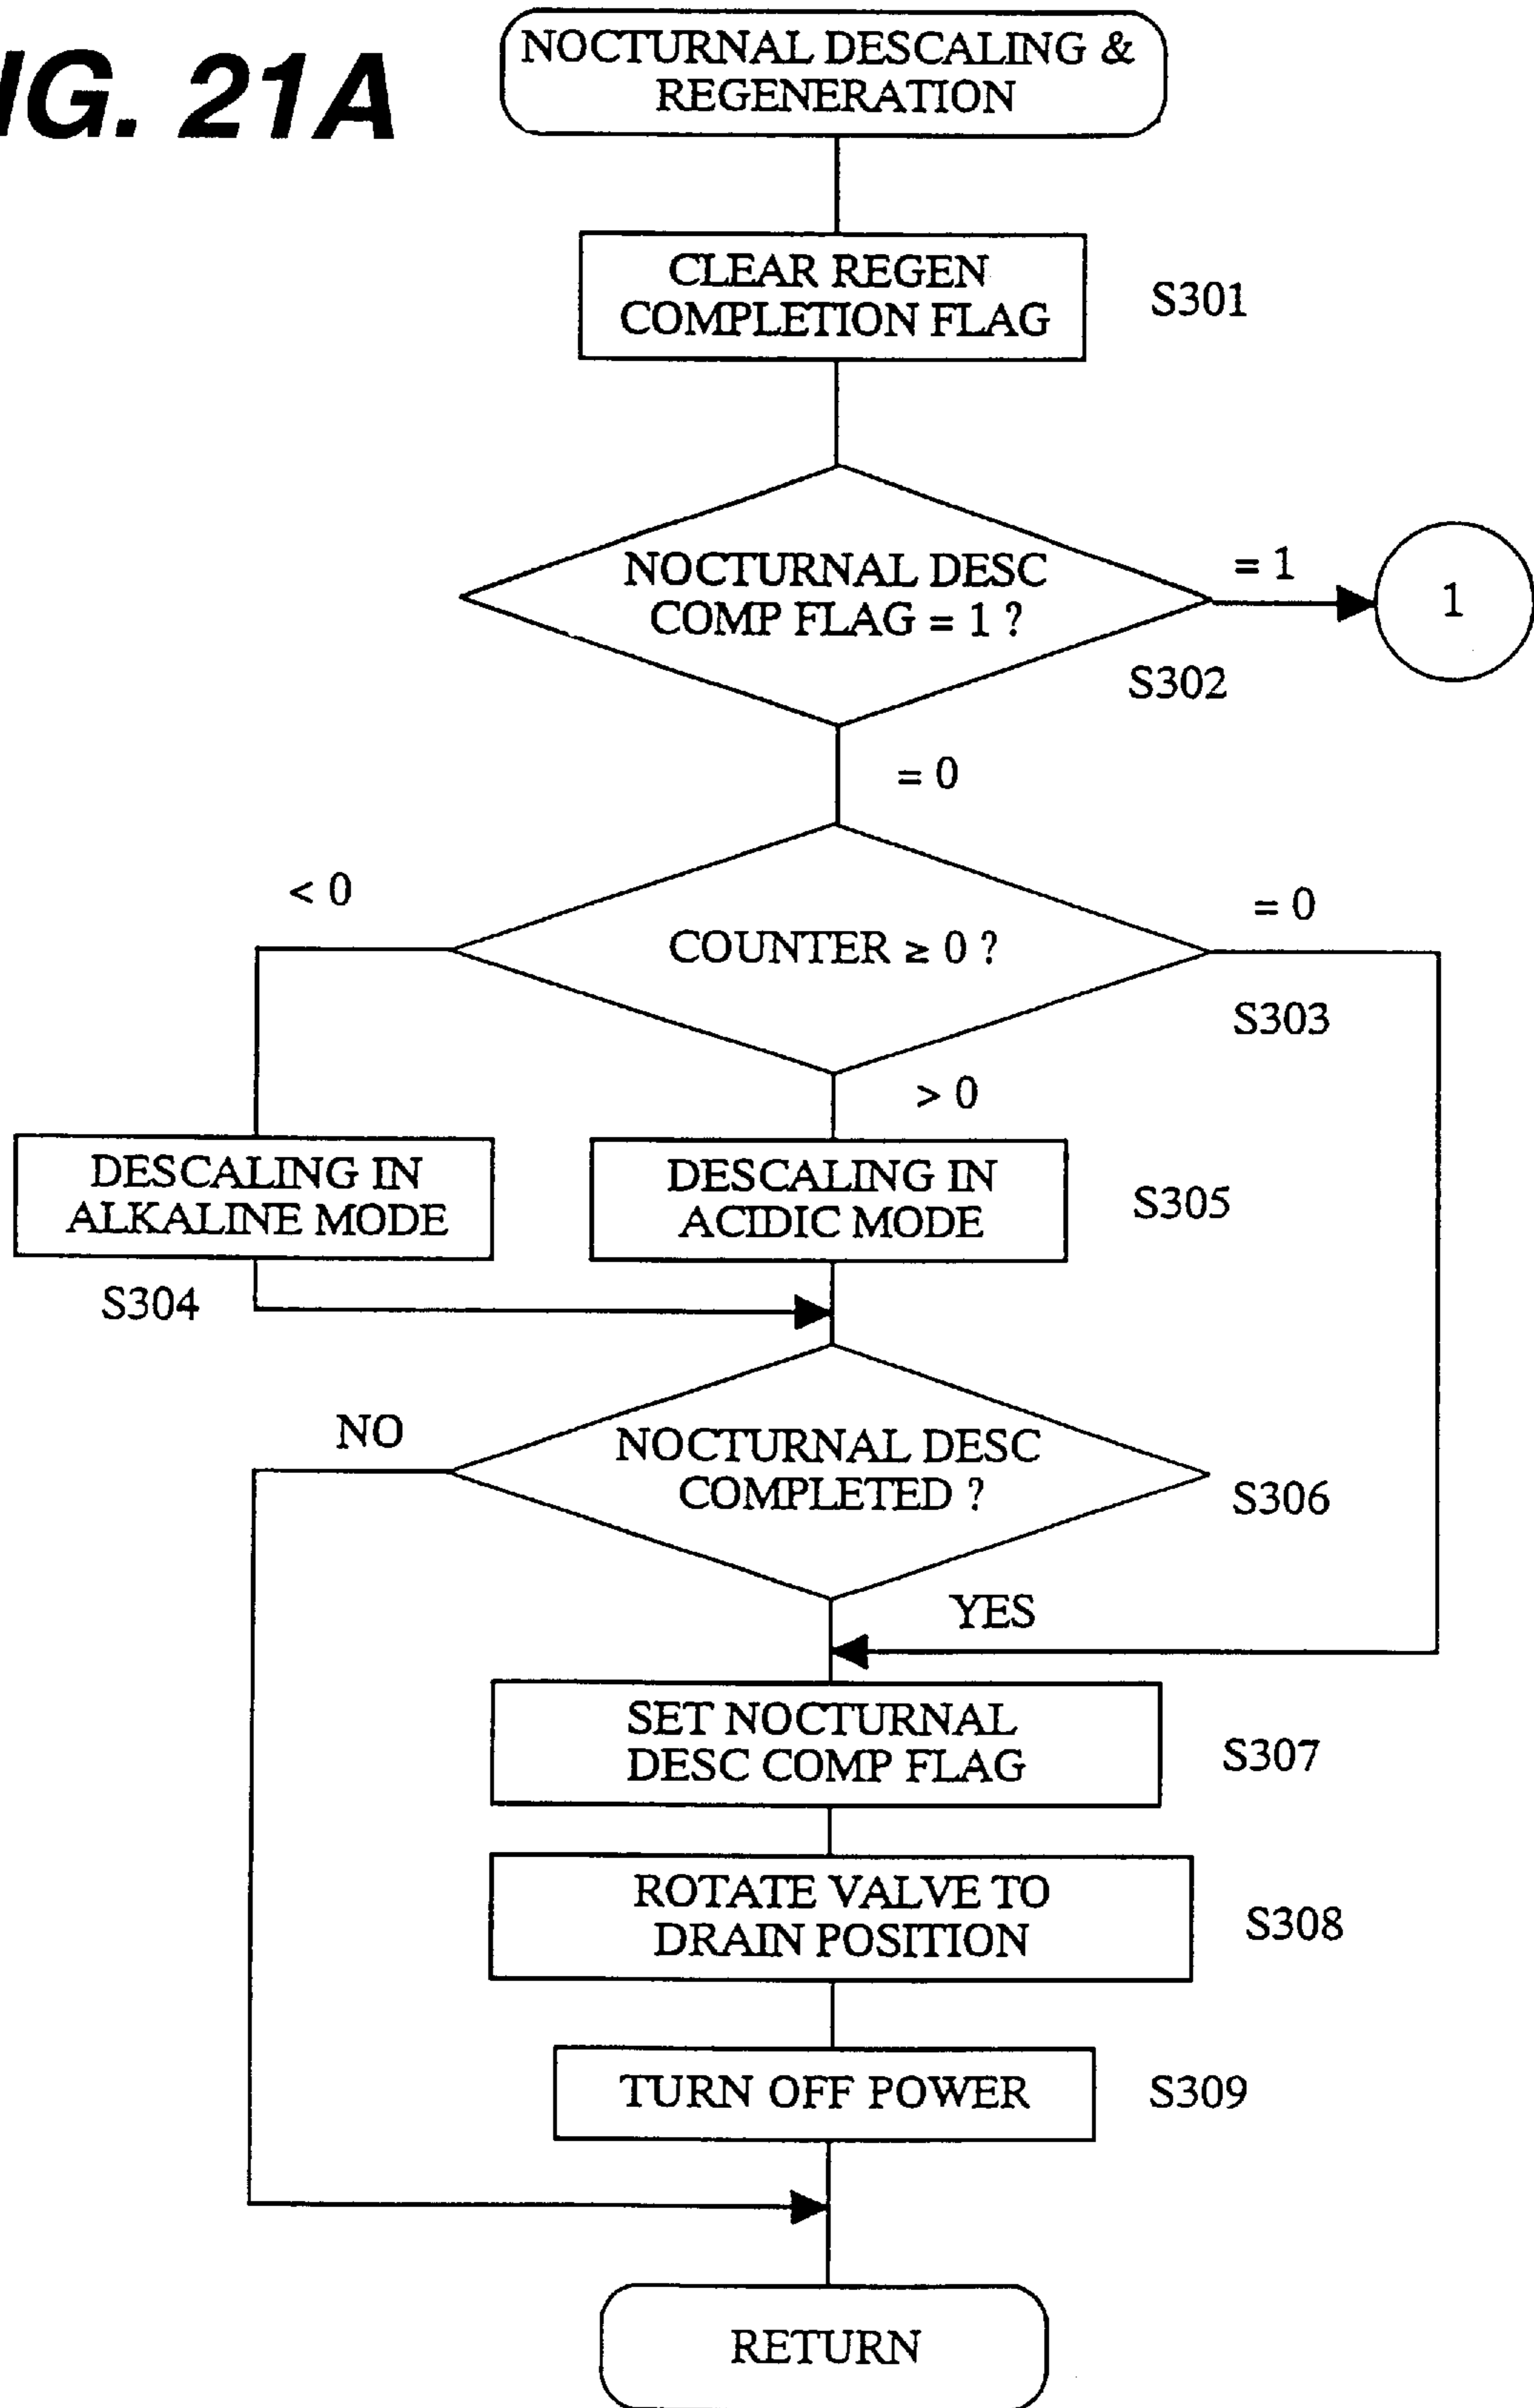 IG. 21A
NOCTURNAL DESCALING &
REGENERATION
CLEAR REGEN
COMPLETION FLAG
S301
NOCTURNAL DESC
COMP FLAG = 1 ?
= 1
1
S302
= 0
< 0
COUNTER ≥ 0 ?
= 0
S303
> 0
DESCALING IN
ALKALINE MODE
DESCALING IN
ACIDIC MODE
S305
S304
NO
NOCTURNAL DESC
COMPLETED ?
S306
YES
SET NOCTURNAL
DESC COMP FLAG
S307
ROTATE VALVE TO
DRAIN POSITION
S308
TURN OFF POWER
S309
RETURN